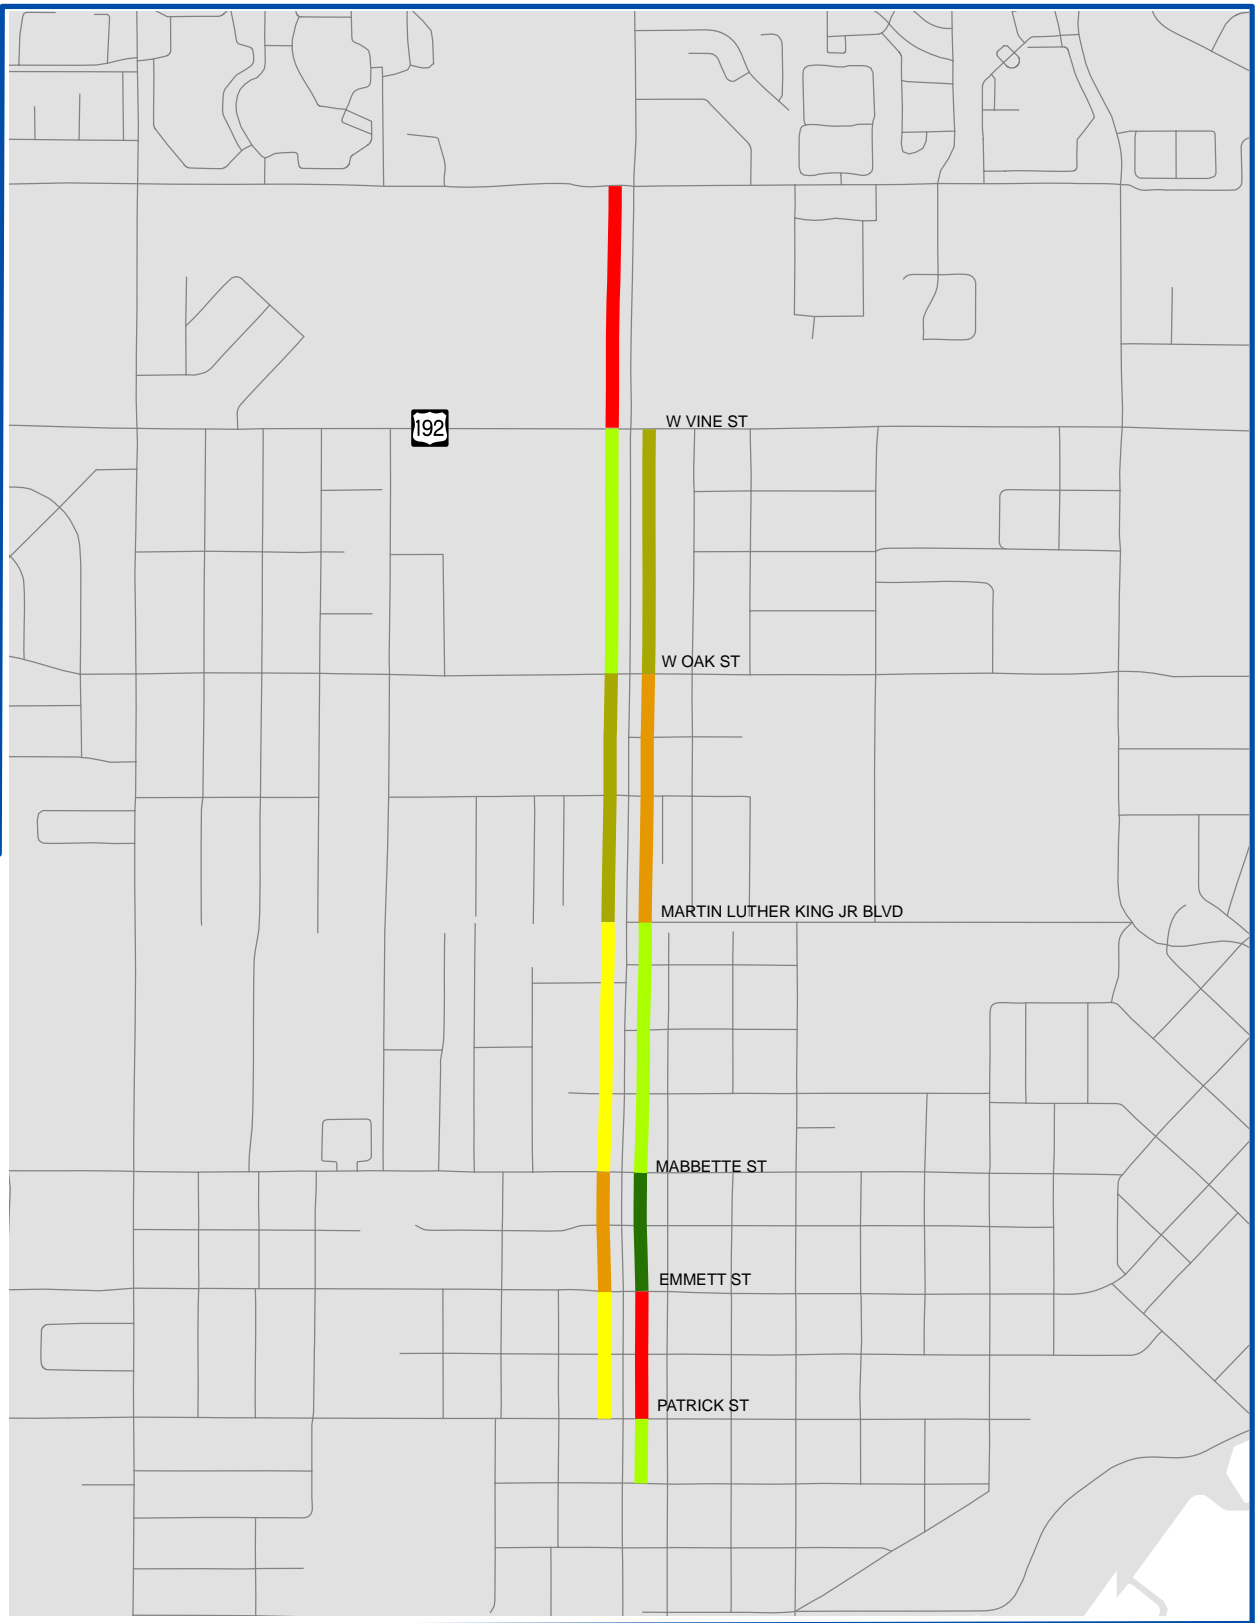 W VINE ST
192
W OAK ST
MARTIN LUTHER KING JR BLVD
MABBETTE ST
EMMETT ST
PATRICK ST